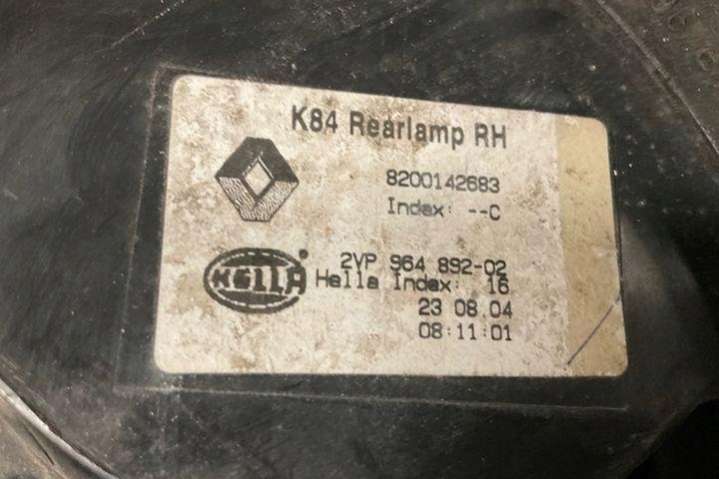 K84 Rearlamp RH
8200142683
Index: --C
HELLA
2VP 964 892-02
Hella Index: 16
23 08.04
08:11:01